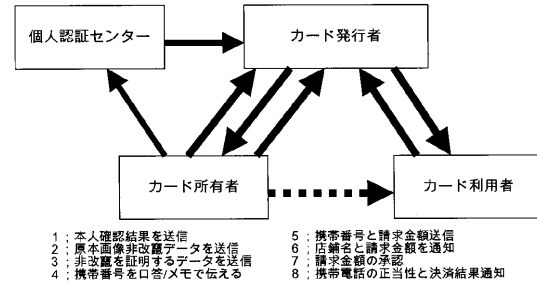 個人認証センター
カード発行者
カード所有者
カード利用者
1；本人確認結果を送信
2；原本画像非改竄データを送信
3；非改竄を証明するデータを送信
4；携帯番号を口答/メモで伝える
5；携帯番号と請求金額送信
6；店舗名と請求金額を通知
7；請求金額の承認
8；携帯電話の正当性と決済結果通知